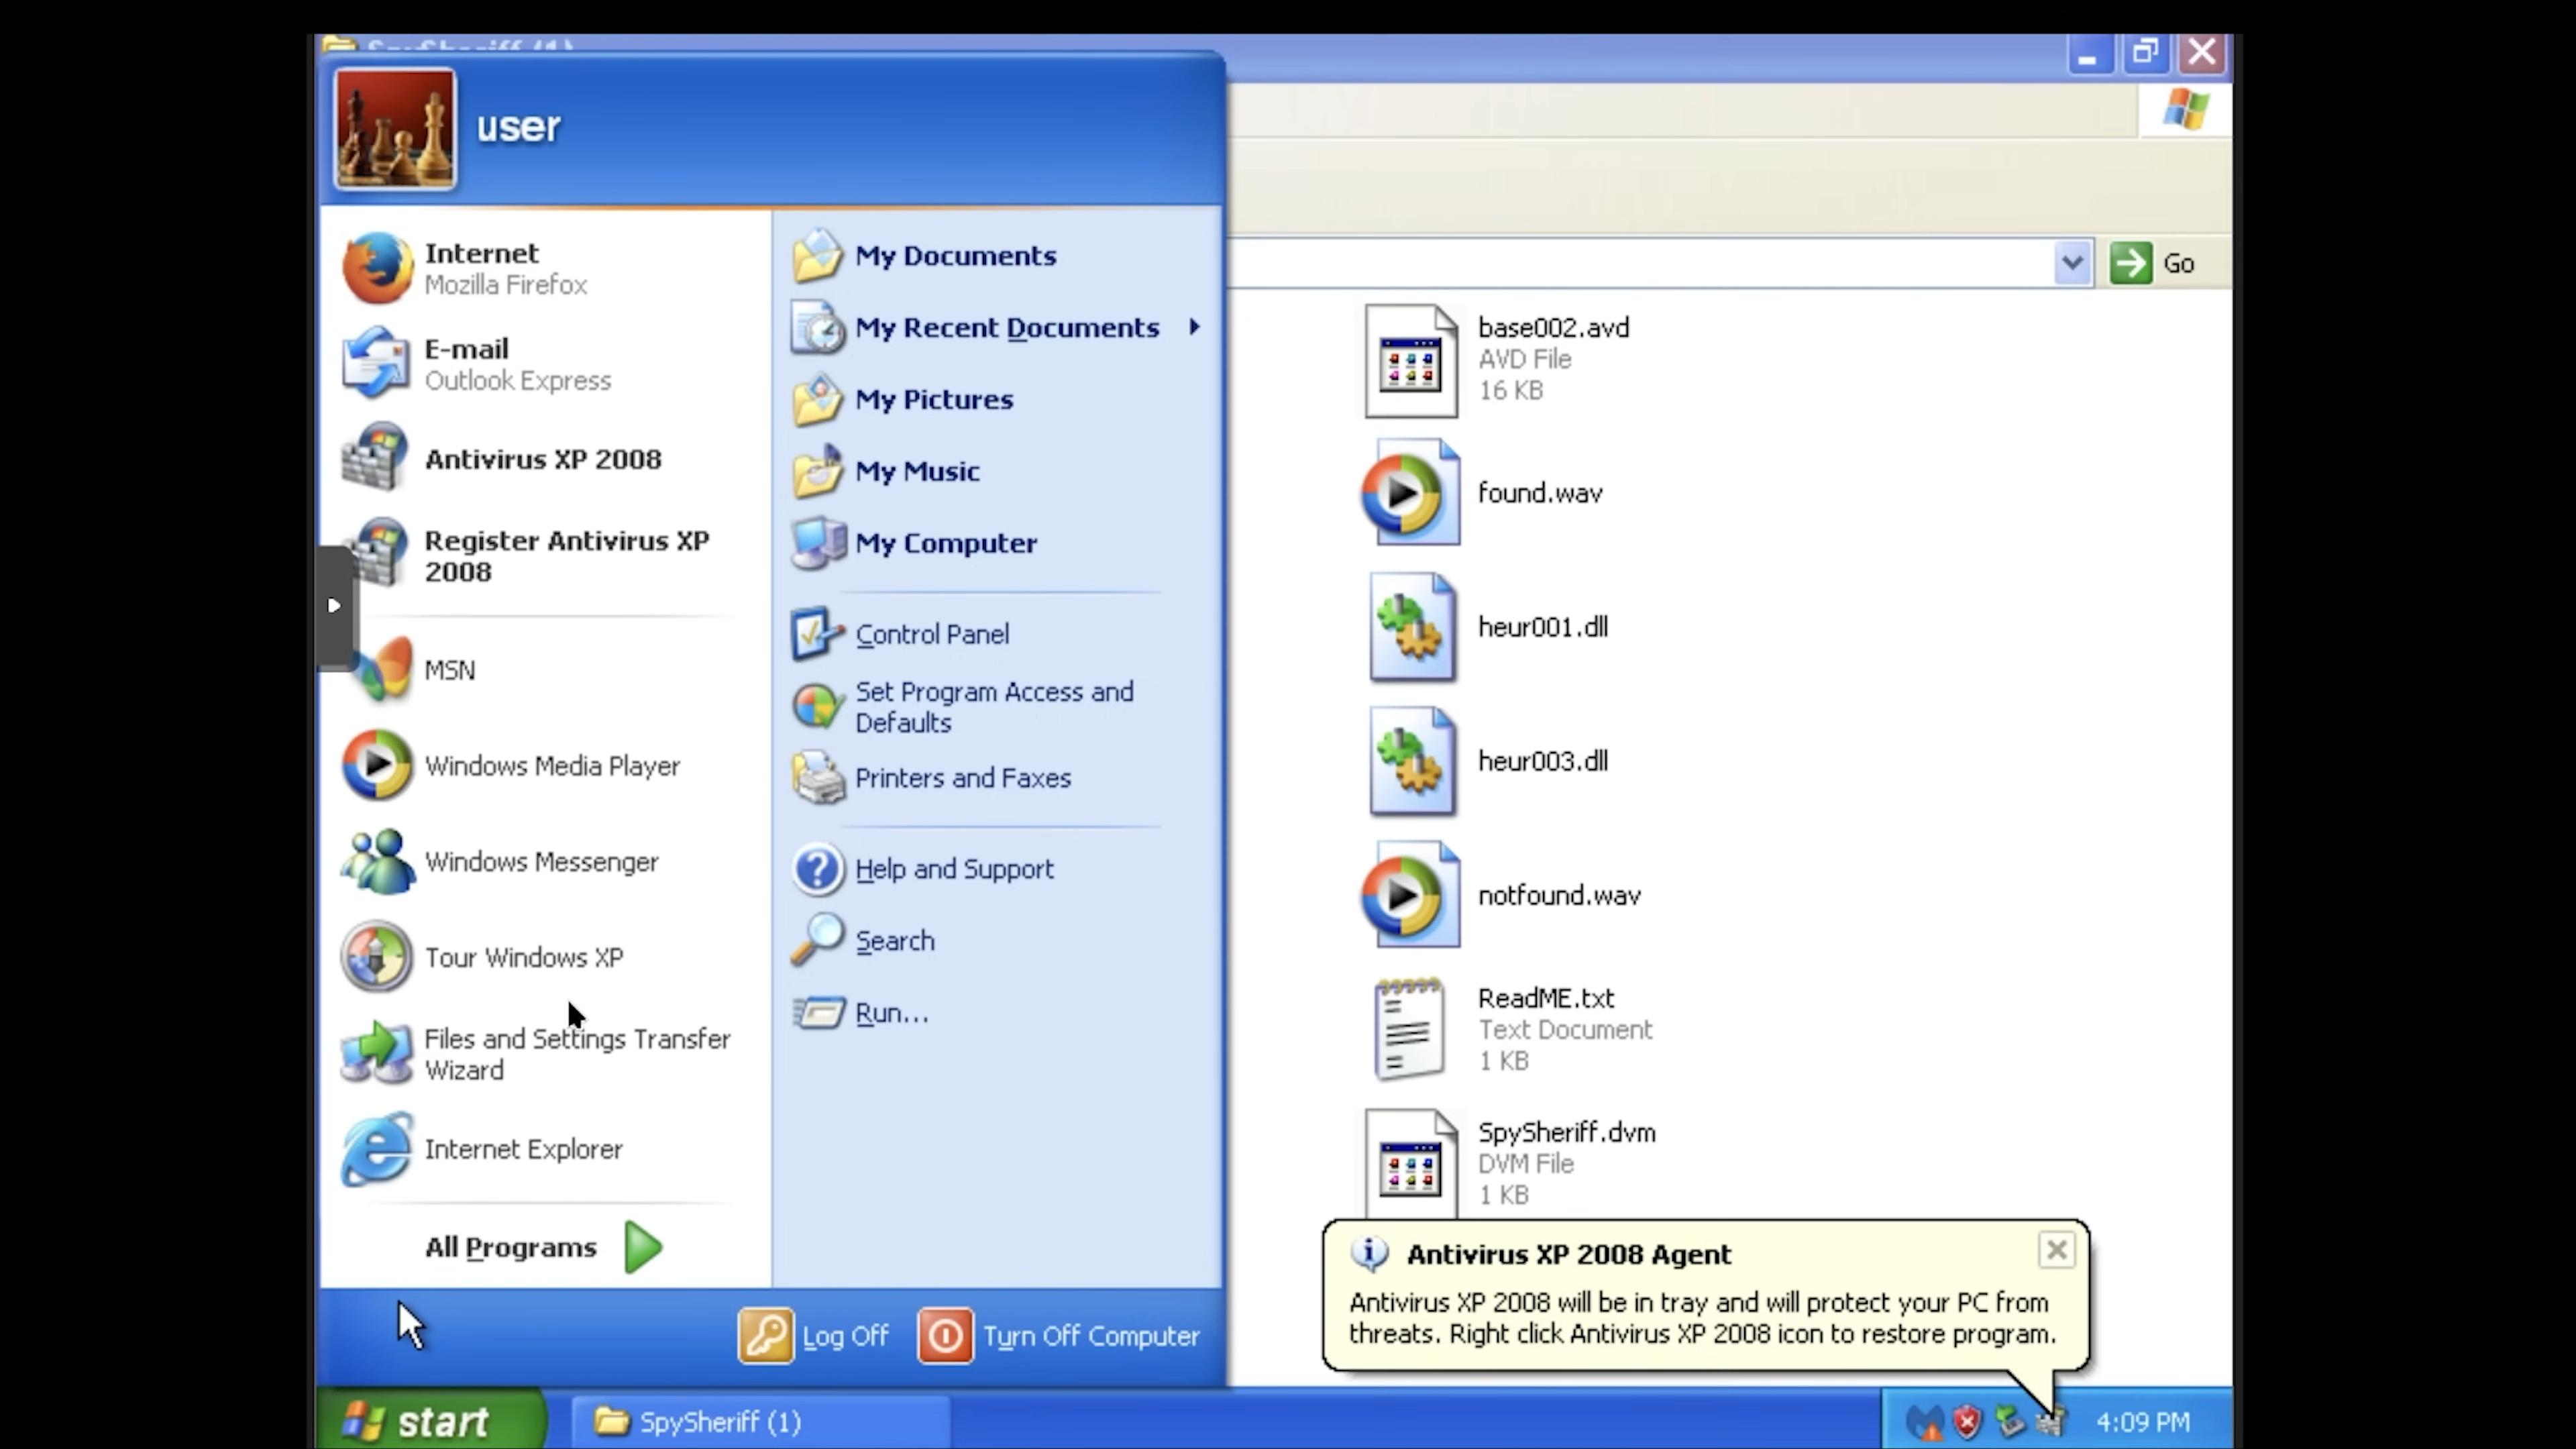 SpySheriff (1)
user
Internet
Mozilla Firefox
E-mail
Outlook Express
Antivirus XP 2008
Register Antivirus XP
2008
MSN
Windows Media Player
Windows Messenger
Tour Windows XP
Files and Settings Transfer
Wizard
Internet Explorer
All Programs
My Documents
My Recent Documents
My Pictures
My Music
My Computer
Control Panel
Set Program Access and
Defaults
Printers and Faxes
Help and Support
Search
Run...
Log Off
Turn Off Computer
Go
base002.avd
AVD File
16 KB
found.wav
heur001.dll
heur003.dll
notfound.wav
ReadME.txt
Text Document
1 KB
SpySheriff.dvm
DVM File
1 KB
Antivirus XP 2008 Agent
Antivirus XP 2008 will be in tray and will protect your PC from
threats. Right click Antivirus XP 2008 icon to restore program.
start
SpySheriff (1)
4:09 PM